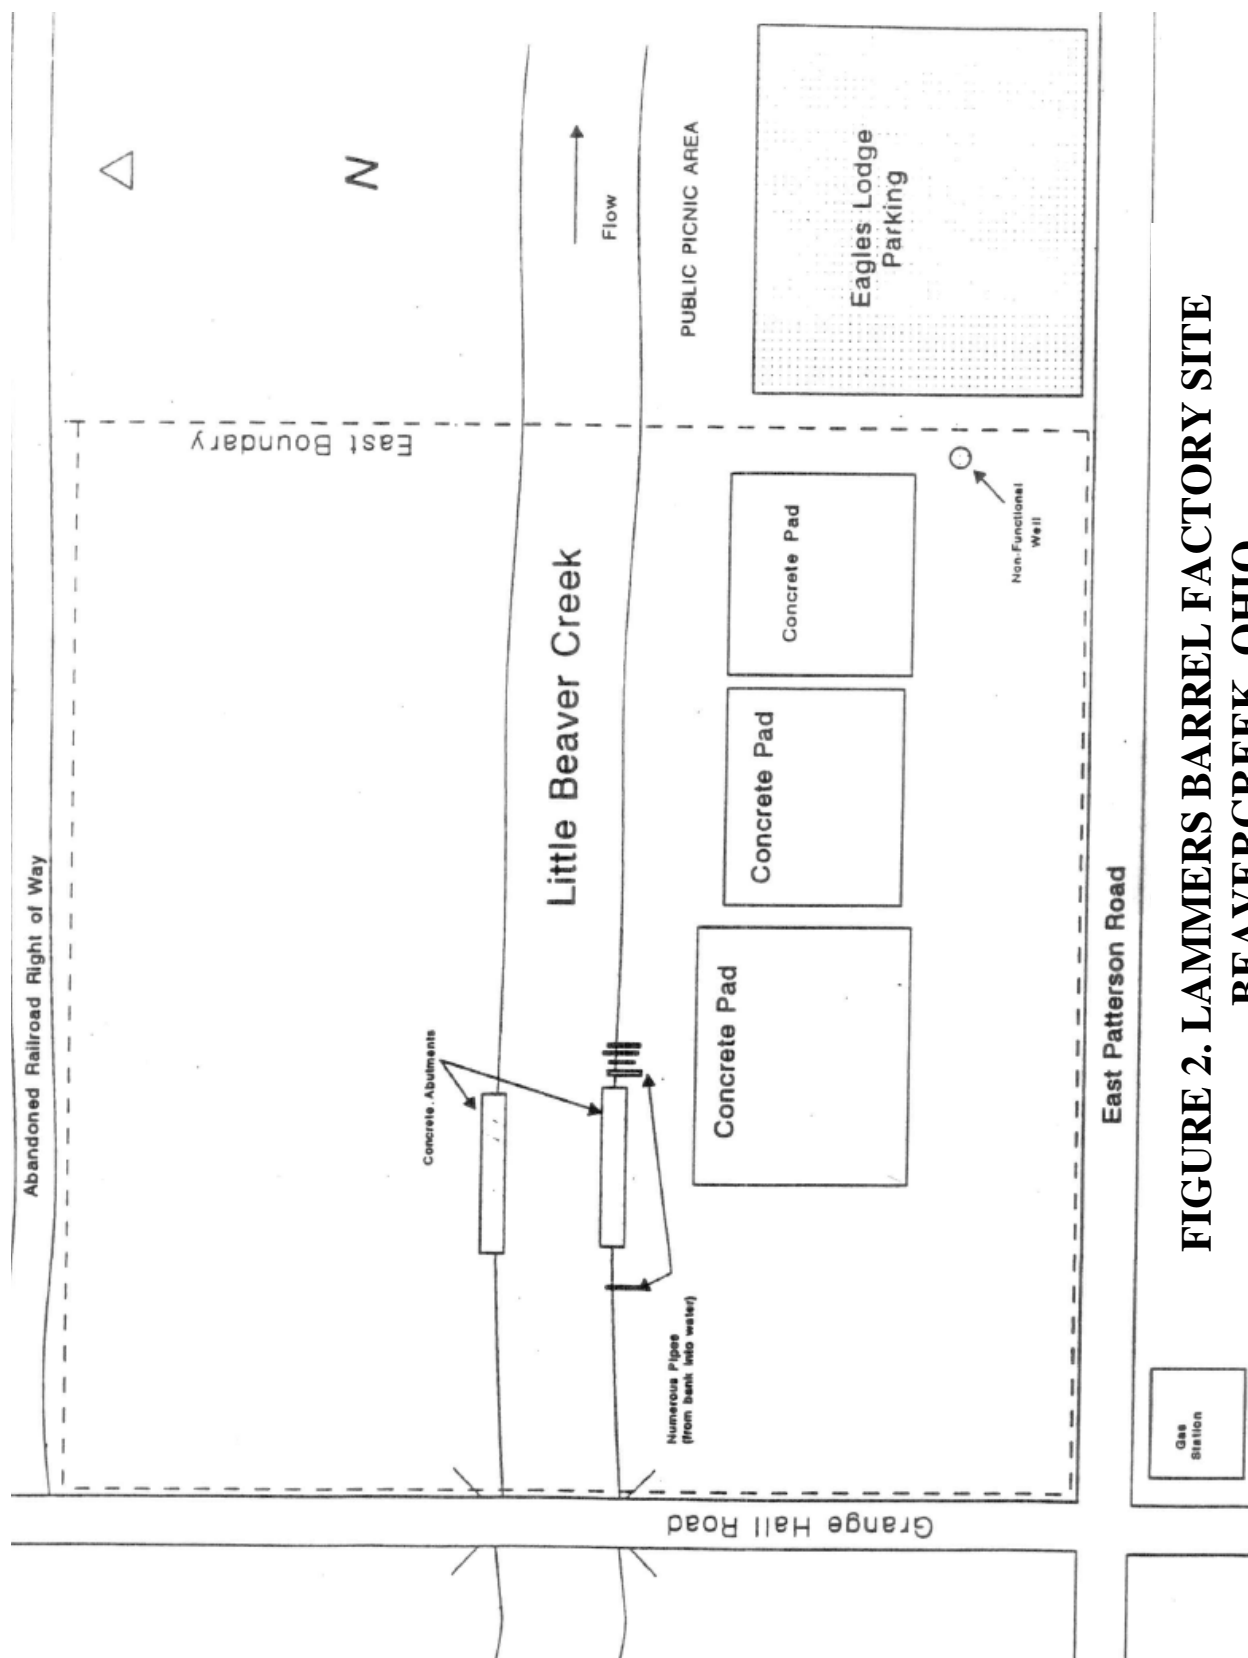 Abandoned Railroad Right of Way
N
East Boundary
Flow
Little Beaver Creek
Concrete Abutments
Numerous Pipes
(from bank into water)
PUBLIC PICNIC AREA
Eagles Lodge
Parking
Concrete Pad
Concrete Pad
Concrete Pad
Non-Functional
Well
Grange Hall Road
East Patterson Road
Gas
Station
FIGURE 2. LAMMERS BARREL FACTORY SITE
BEAVERCREEK, OHIO